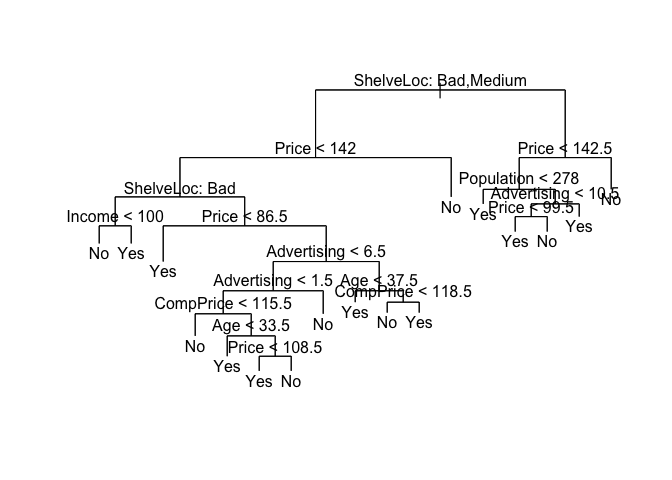 ShelveLoc: Bad,Medium
Price < 142
Price < 142.5
Population < 278
ShelveLoc: Bad
Advertising < 10.5
No
No
Yes
Price < 99.5
Income < 100
Price < 86.5
Yes
Yes
No
No
Yes
Advertising < 6.5
Yes
Advertising < 1.5
Age < 37.5
CompPrice < 118.5
CompPrice < 115.5
Yes
No
No
Yes
Age < 33.5
No
Price < 108.5
Yes
Yes
No